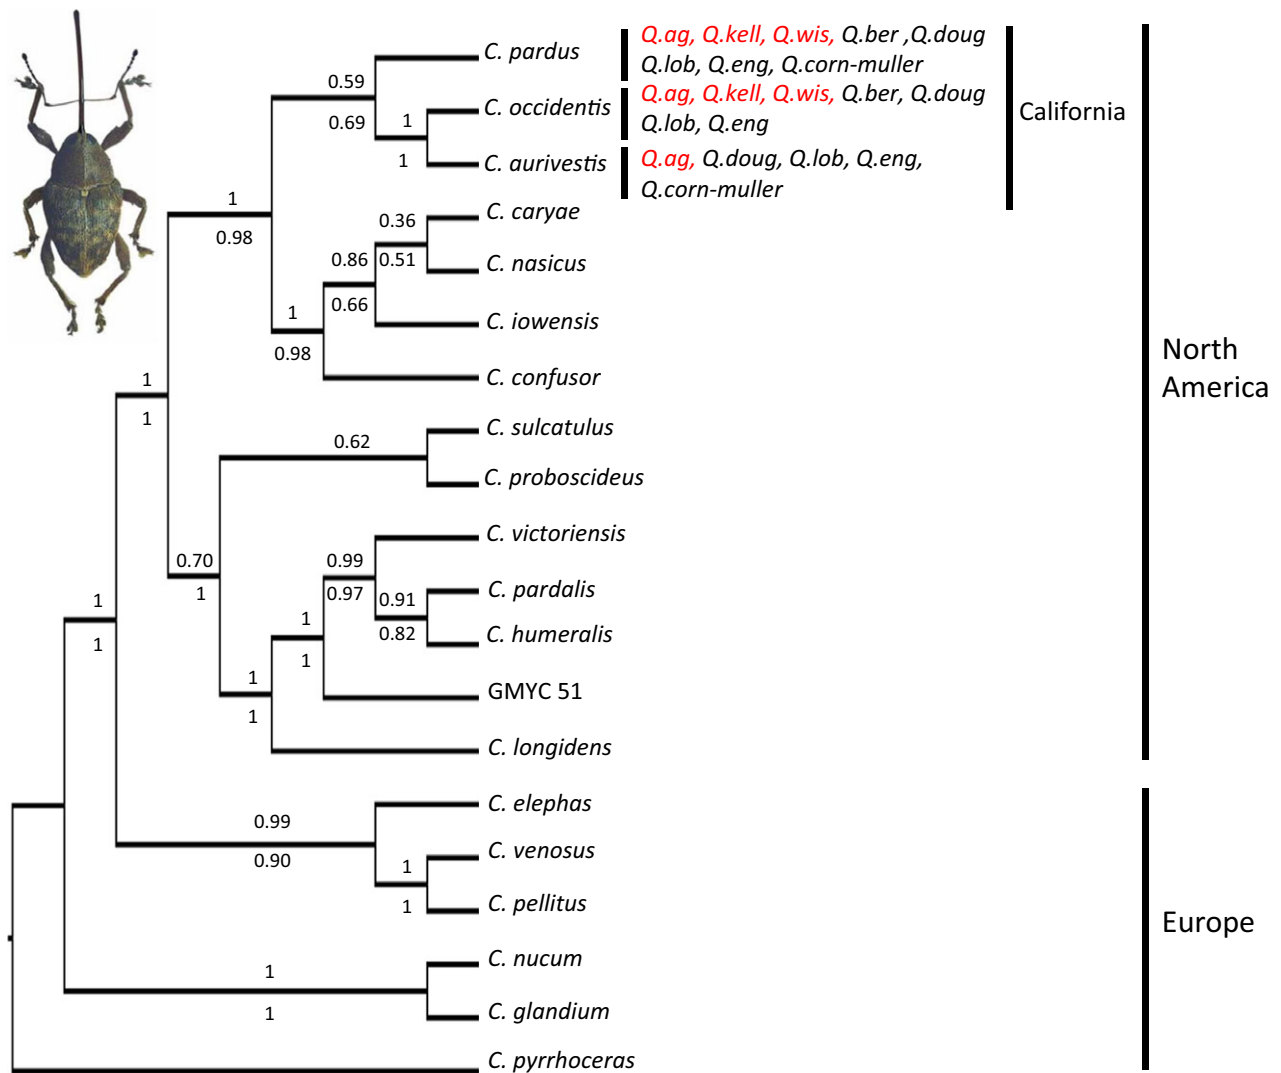 C. pardus
Q.ag, Q.kell, Q.wis, Q.ber ,Q.doug
Q.lob, Q.eng, Q.corn-muller
0.59
0.69
C. occidentis
Q.ag, Q.kell, Q.wis, Q.ber, Q.doug
Q.lob, Q.eng
California
1
1
C. aurivestis
Q.ag, Q.doug, Q.lob, Q.eng,
Q.corn-muller
1
0.98
C. caryae
0.36
0.51
C. nasicus
0.86
0.66
C. iowensis
1
0.98
C. confusor
North
America
1
1
C. sulcatulus
0.62
C. proboscideus
C. victoriensis
0.70
1
0.99
0.97
C. pardalis
0.91
0.82
C. humeralis
1
1
1
1
GMYC 51
1
1
C. longidens
C. elephas
0.99
0.90
C. venosus
1
1
C. pellitus
Europe
C. nucum
1
1
C. glandium
C. pyrrhoceras